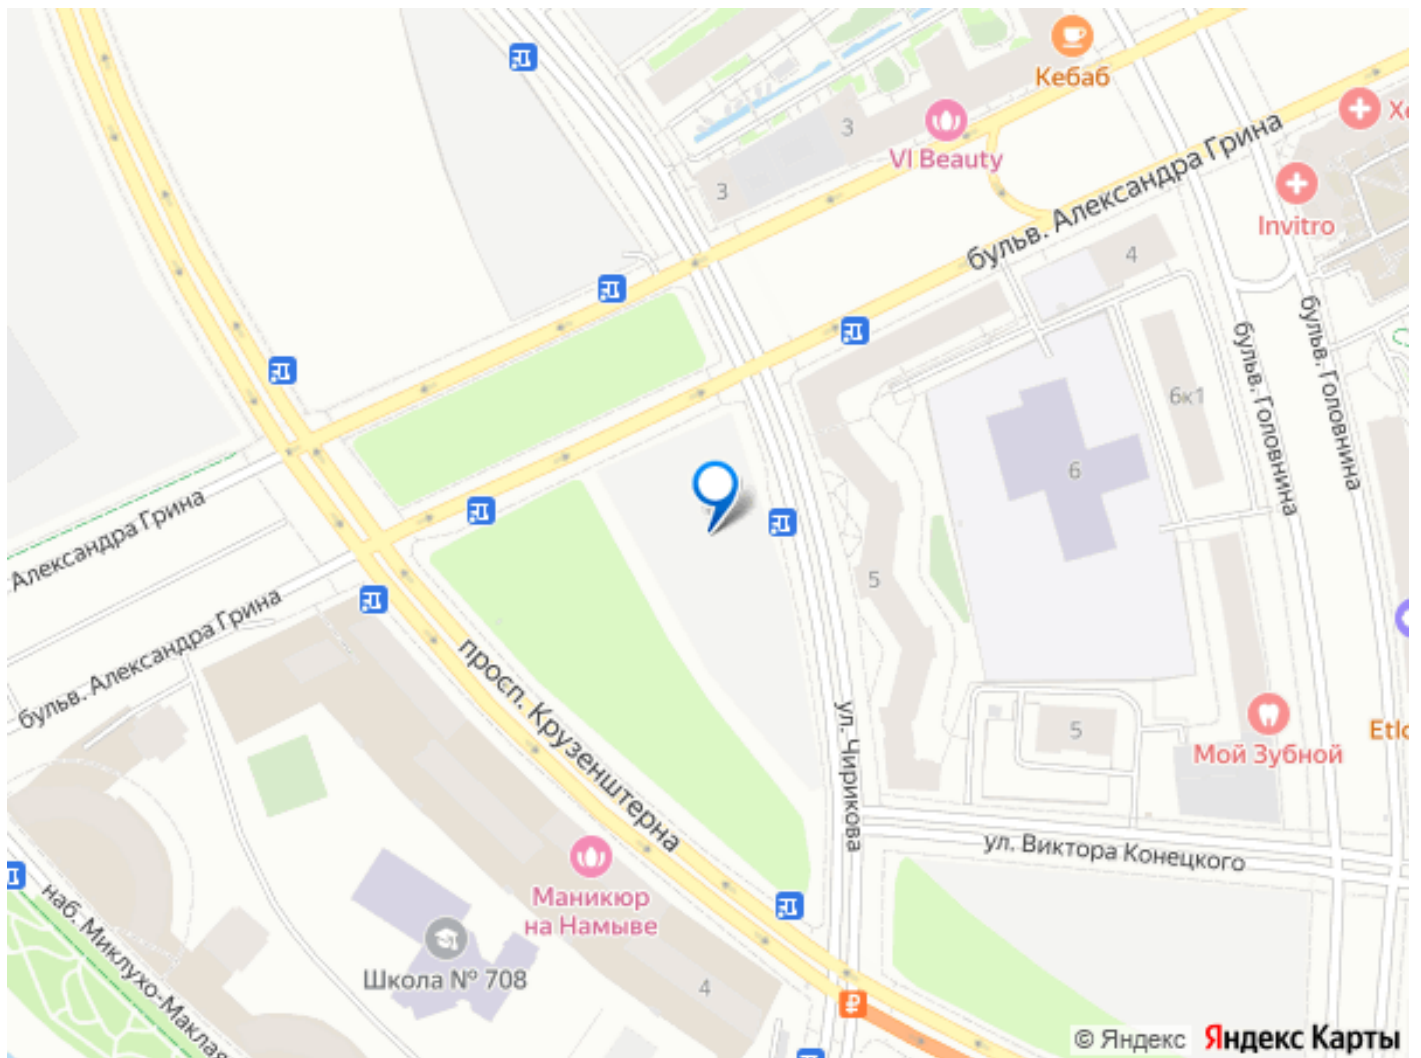 Кебаб
3
VI Beauty
Invitro
3
бульв. Александра Грина
4
6к1
бульв. Головнина
бульв. Головнина
6
Александра Грина
бульв. Александра Грина
5
просп. Крузенштерна
ул. Чирикова
5
Мой Зубной
ул. Виктора Конецкого
Маникюр
на Намыве
Школа № 708
4
наб. Миклухо-Маклая
₽
© Яндекс Яндекс Карты